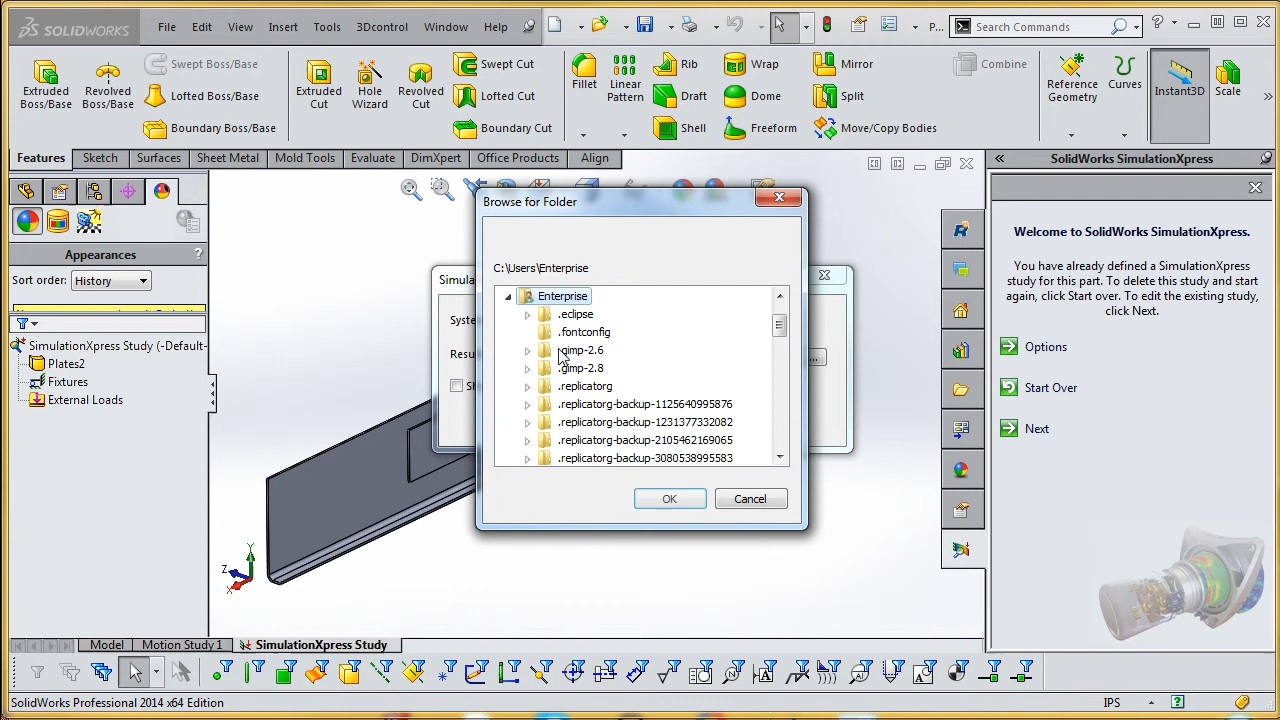 SOLIDWORKS File Edit View Insert Tools 3Dcontrol Window Help P... Search Commands ?
Extruded Boss/Base
Revolved Boss/Base
Swept Boss/Base
Lofted Boss/Base
Boundary Boss/Base
Extruded Cut
Hole Wizard
Revolved Cut
Swept Cut
Lofted Cut
Boundary Cut
Fillet
Linear Pattern
Rib
Draft
Shell
Wrap
Dome
Freeform
Mirror
Split
Move/Copy Bodies
Combine
Reference Geometry
Curves
Instant3D
Scale
Features Sketch Surfaces Sheet Metal Mold Tools Evaluate DimXpert Office Products Align
Appearances ?
Sort order: History
SimulationXpress Study (-Default-
Plates2
Fixtures
External Loads
Simula
Syste
Resu
Sh
...
Browse for Folder
C:\Users\Enterprise
Enterprise
.eclipse
.fontconfig
.gimp-2.6
.gimp-2.8
.replicatorg
.replicatorg-backup-1125640995876
.replicatorg-backup-1231377332082
.replicatorg-backup-2105462169065
.replicatorg-backup-3080538995583
OK Cancel
SolidWorks SimulationXpress
Welcome to SolidWorks SimulationXpress.
You have already defined a SimulationXpress
study for this part. To delete this study and start
again, click Start over. To edit the existing study,
click Next.
Options
Start Over
Next
Y
Z
X
Model Motion Study 1 SimulationXpress Study
SolidWorks Professional 2014 x64 Edition IPS ?